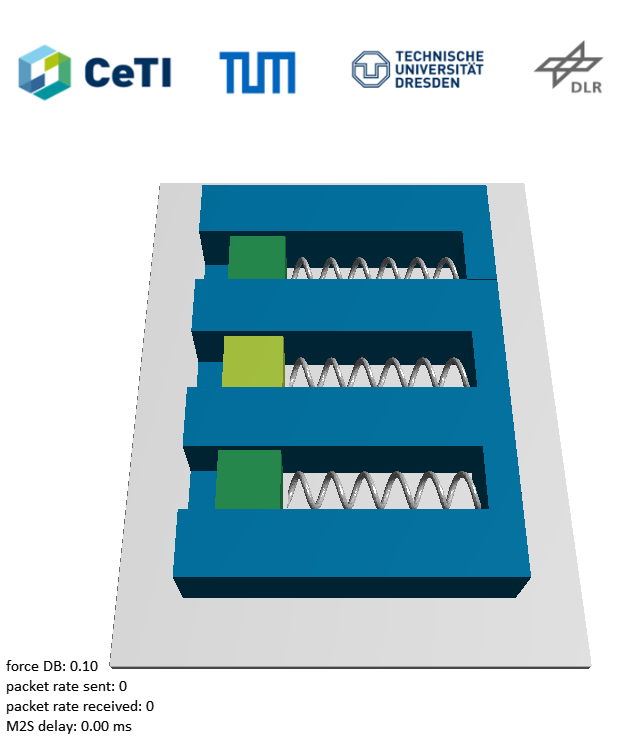 CeTI
TUM
TECHNISCHE
UNIVERSITÄT
DRESDEN
DLR
force DB: 0.10
packet rate sent: 0
packet rate received: 0
M2S delay: 0.00 ms